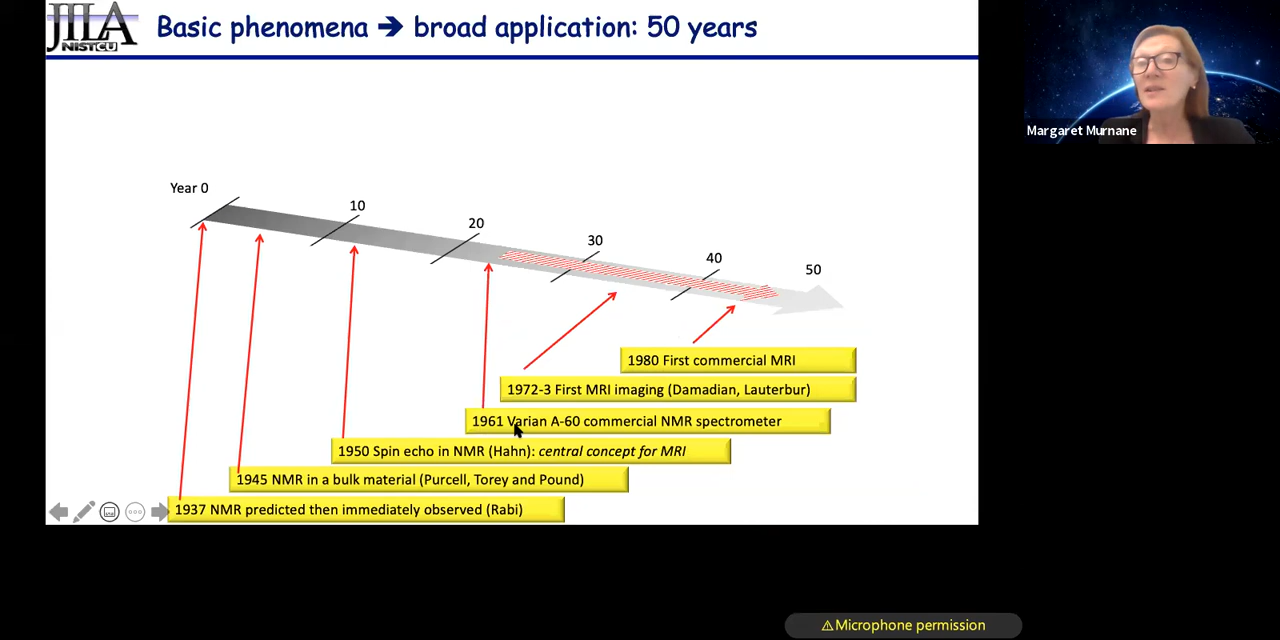 JILA
NIST CU
Basic phenomena → broad application: 50 years
Margaret Murnane
Year 0
10
20
30
40
50
1980 First commercial MRI
1972-3 First MRI imaging (Damadian, Lauterbur)
1961 Varian A-60 commercial NMR spectrometer
1950 Spin echo in NMR (Hahn): central concept for MRI
1945 NMR in a bulk material (Purcell, Torey and Pound)
1937 NMR predicted then immediately observed (Rabi)
⚠Microphone permission